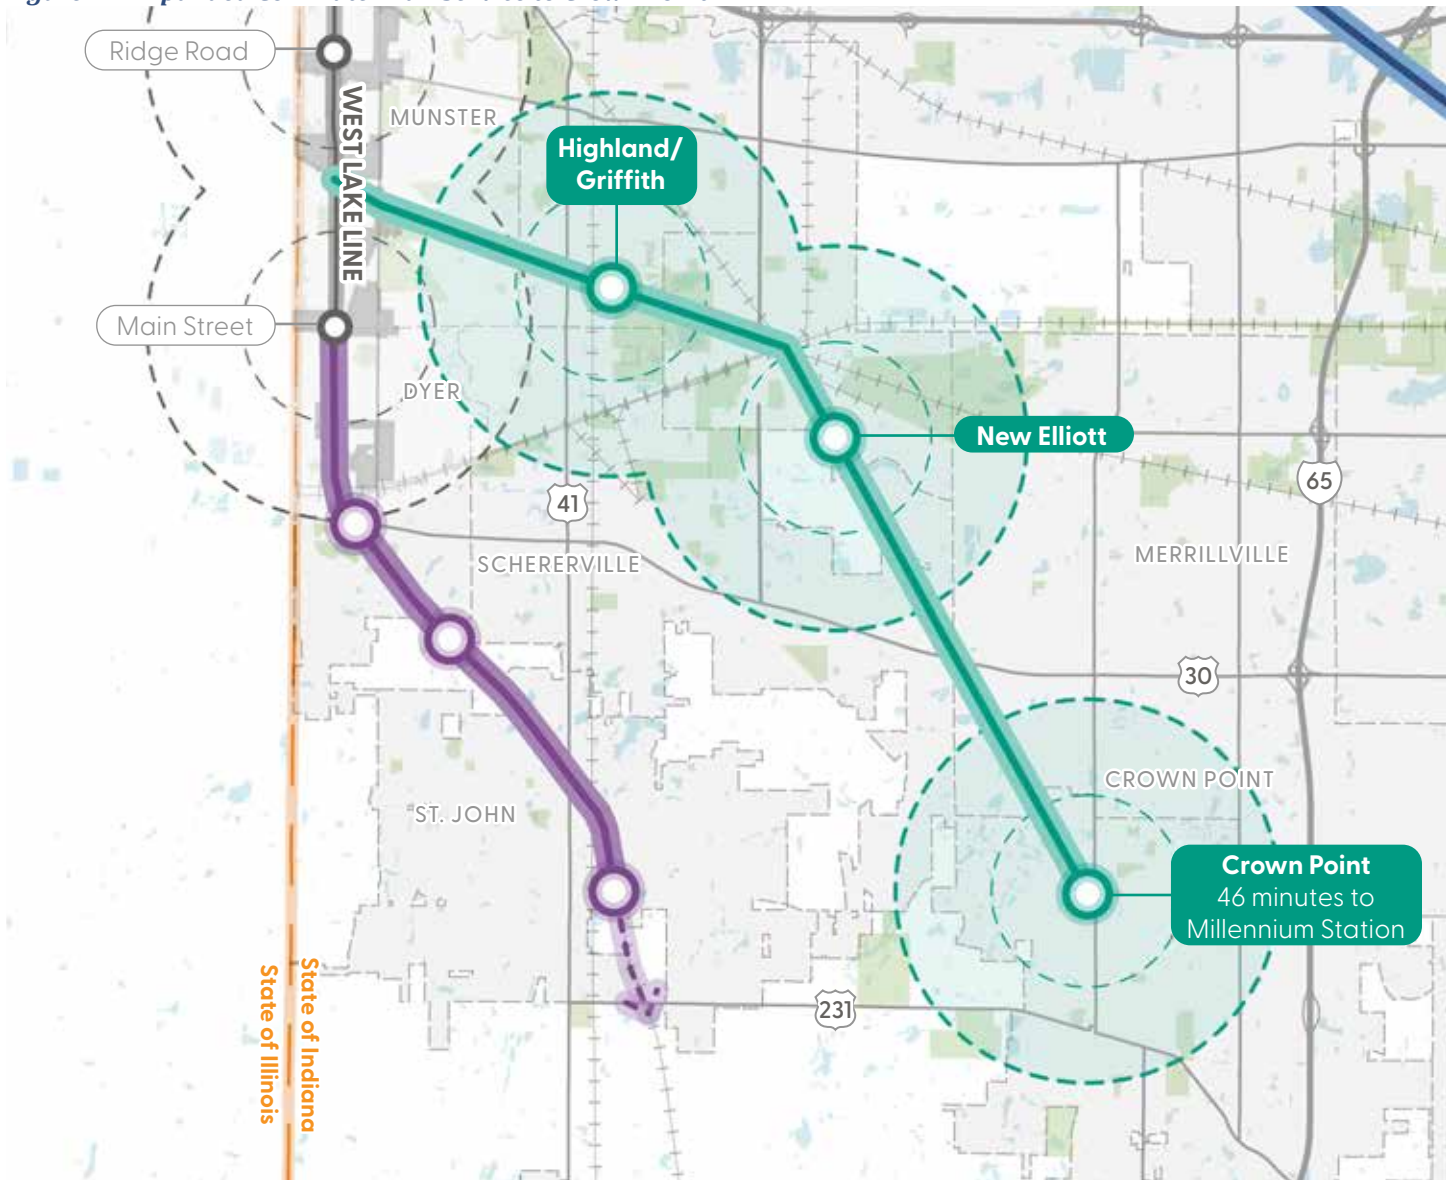 Ridge Road
MUNSTER
WEST LAKE LINE
Highland/
Griffith
Main Street
DYER
New Elliott
41
65
SCHERERVILLE
MERRILLVILLE
30
CROWN POINT
ST. JOHN
Crown Point
46 minutes to
Millennium Station
State of Indiana
State of Illinois
231